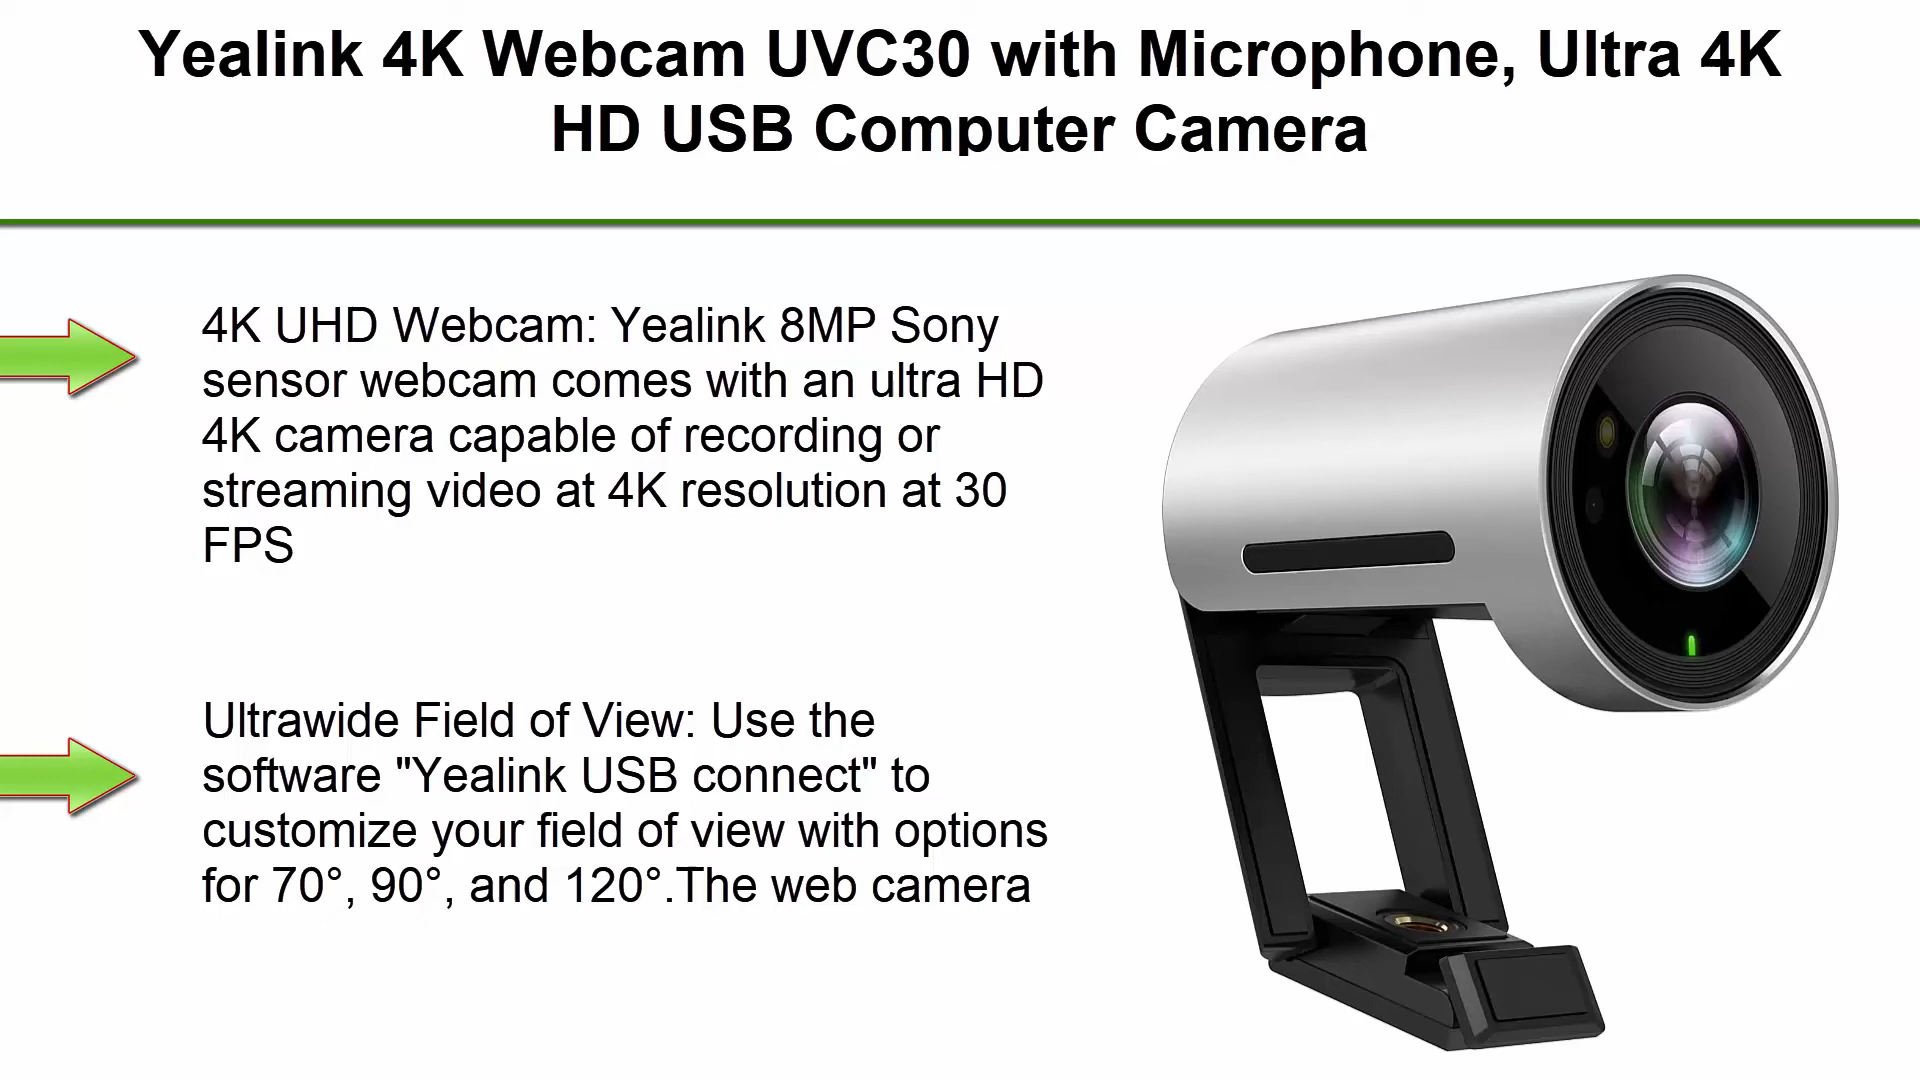 Yealink 4K Webcam UVC30 with Microphone, Ultra 4K
HD USB Computer Camera
4K UHD Webcam: Yealink 8MP Sony
sensor webcam comes with an ultra HD
4K camera capable of recording or
streaming video at 4K resolution at 30
FPS
Ultrawide Field of View: Use the
software "Yealink USB connect" to
customize your field of view with options
for 70°, 90°, and 120°.The web camera